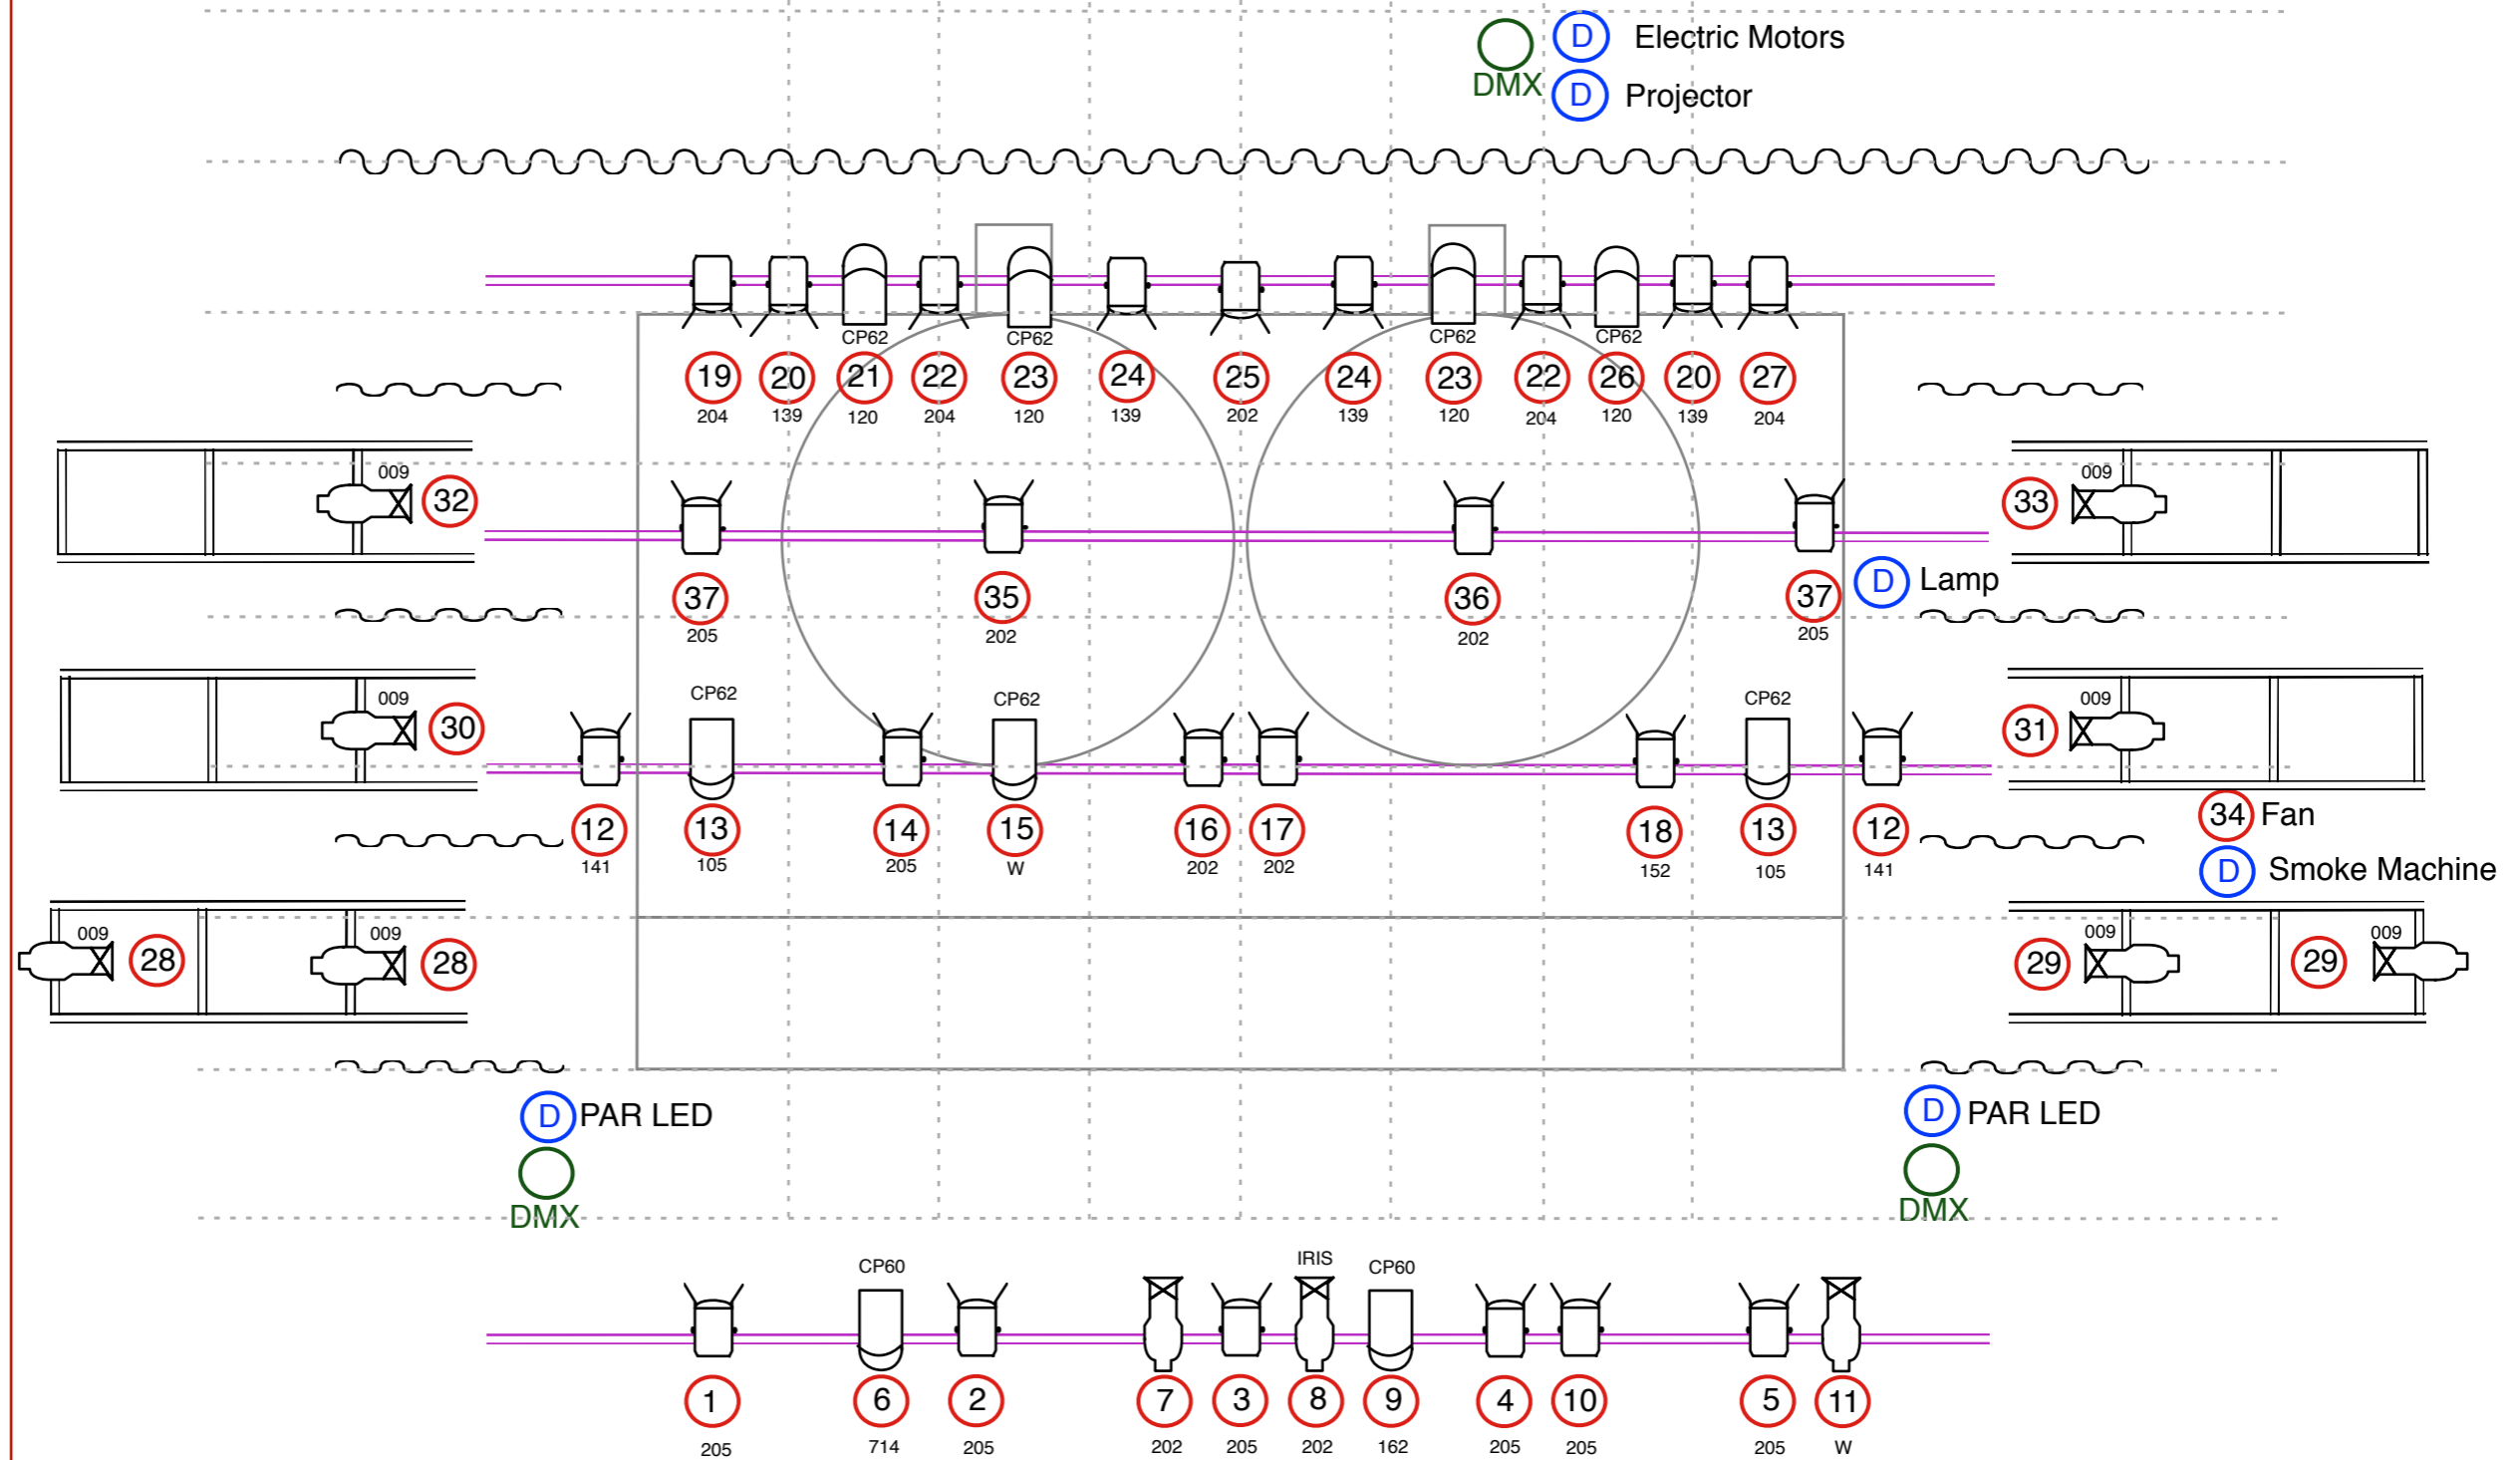 D Electric Motors
DMX
D Projector
CP62 CP62 CP62 CP62
19 20 21 22 23 24 25 24 23 22 26 20 27
204 139 120 204 120 139 202 139 120 204 120 139 204
009 009
32 33
37 35 36 37 D Lamp
205 202 202 205
009 CP62 CP62 CP62 009
30 31
12 13 14 15 16 17 18 13 12 34 Fan
141 105 205 W 202 202 152 105 141
D Smoke Machine
009 009 009 009
28 28 29 29
D PAR LED D PAR LED
DMX DMX
CP60 IRIS CP60
1 6 2 7 3 8 9 4 10 5 11
205 714 205 202 205 202 162 205 205 205 W